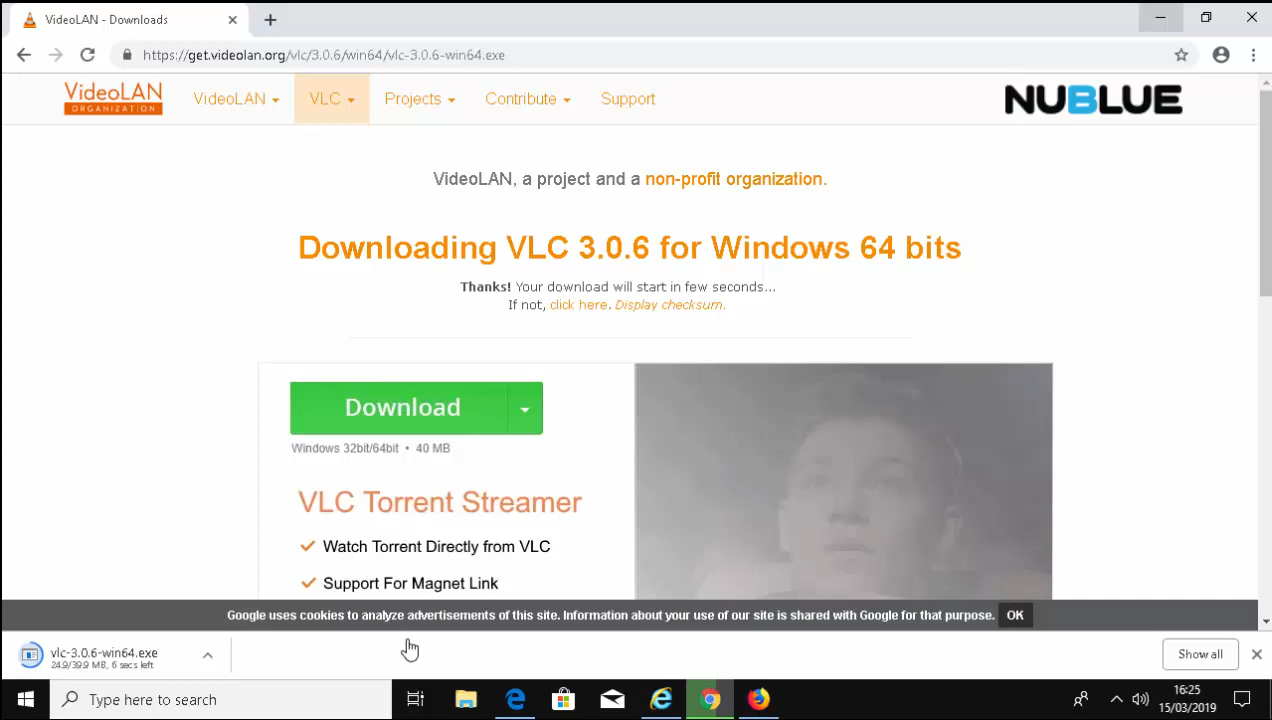 VideoLAN - Downloads
https://get.videolan.org/vlc/3.0.6/win64/vlc-3.0.6-win64.exe
VideoLAN ORGANIZATION VideoLAN VLC Projects Contribute Support NUBLUE
VideoLAN, a project and a non-profit organization.
Downloading VLC 3.0.6 for Windows 64 bits
Thanks! Your download will start in few seconds...
If not, click here. Display checksum.
Download
Windows 32bit/64bit • 40 MB
VLC Torrent Streamer
Watch Torrent Directly from VLC
Support For Magnet Link
Google uses cookies to analyze advertisements of this site. Information about your use of our site is shared with Google for that purpose. OK
vlc-3.0.6-win64.exe
24.9/39.9 MB, 6 secs left
Show all
Type here to search
16:25
15/03/2019